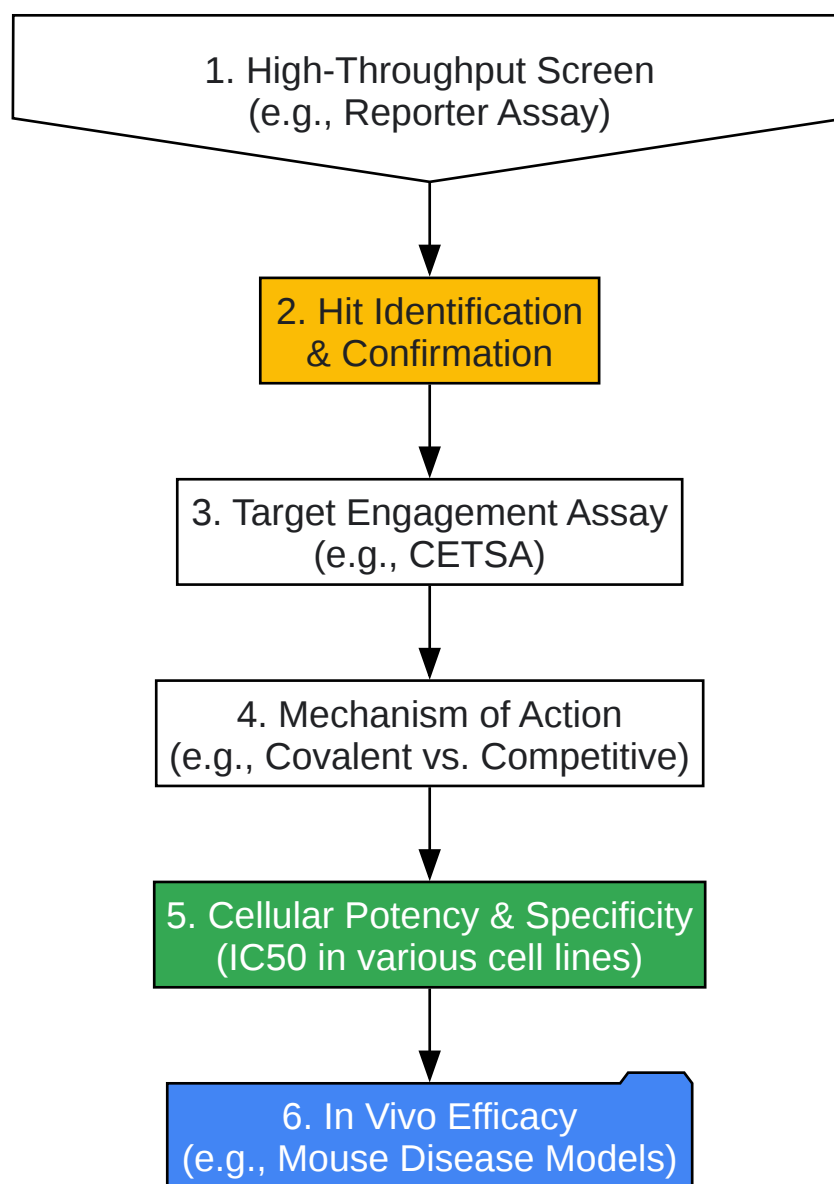 1. High-Throughput Screen
(e.g., Reporter Assay)
2. Hit Identification
& Confirmation
3. Target Engagement Assay
(e.g., CETSA)
4. Mechanism of Action
(e.g., Covalent vs. Competitive)
5. Cellular Potency & Specificity
(IC50 in various cell lines)
6. In Vivo Efficacy
(e.g., Mouse Disease Models)